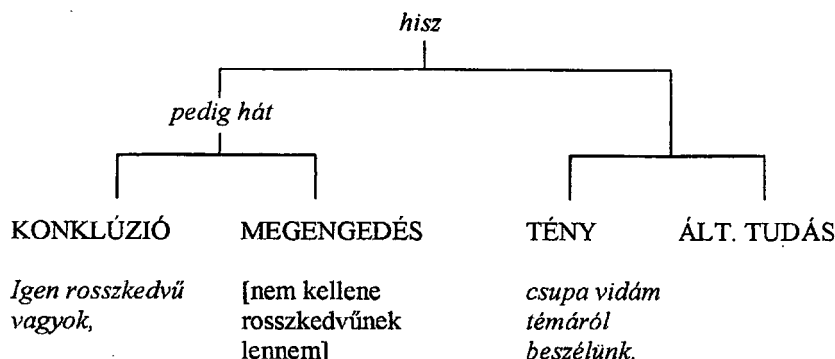 hisz
pedig hát
KONKLÚZIÓ MEGENGEDÉS TÉNY ÁLT. TUDÁS
Igen rosszkedvű
vagyok,
[nem kellene
rosszkedvűnek
lennem]
csupa vidám
témáról
beszélünk.